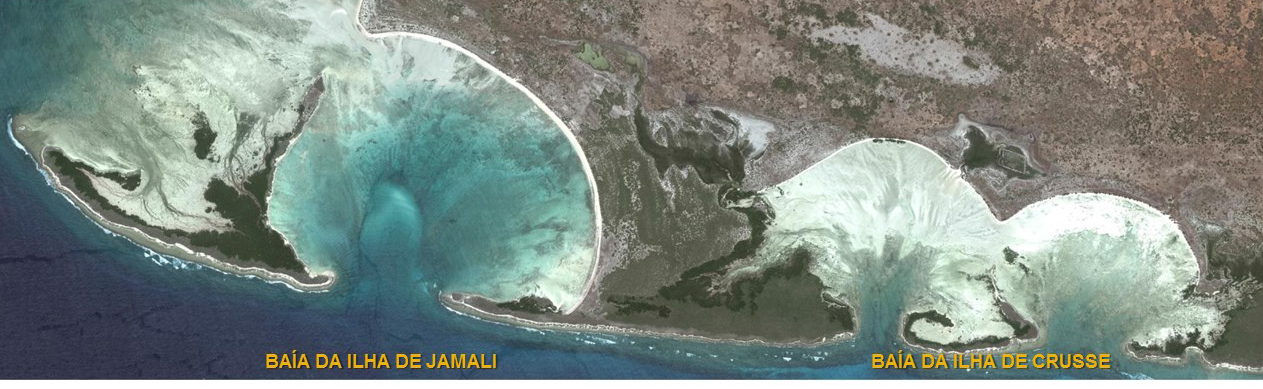 BAÍA DA ILHA DE JAMALI
BAÍA DA ILHA DE CRUSSE